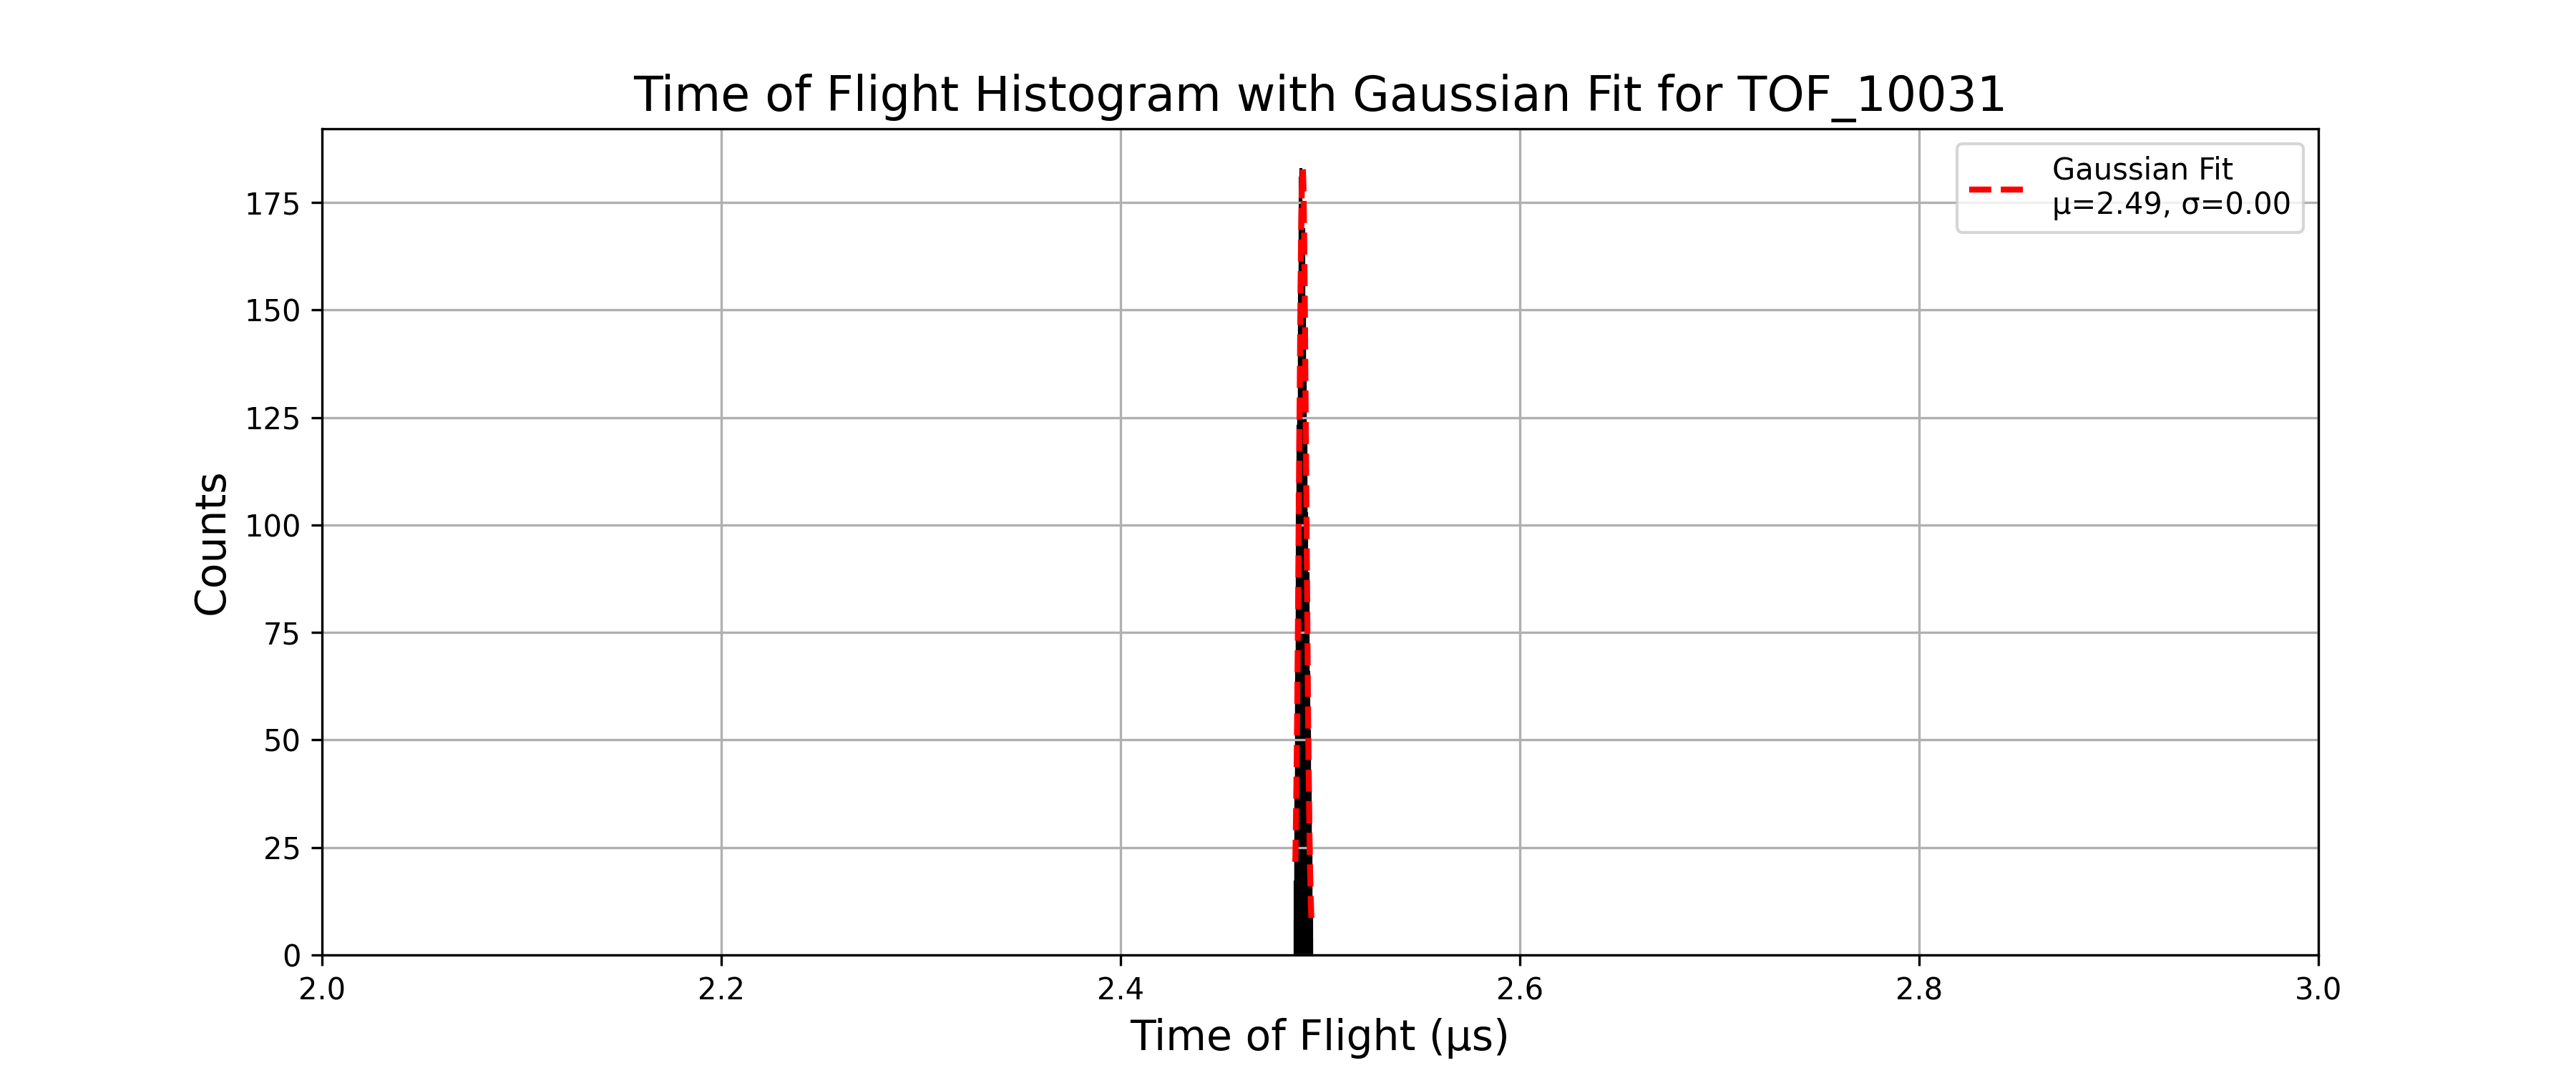 Time of Flight Histogram with Gaussian Fit for TOF_10031
Gaussian Fit
μ=2.49, σ=0.00
175
150
125
100
75
50
25
0
Counts
2.0 2.2 2.4 2.6 2.8 3.0
Time of Flight (μs)